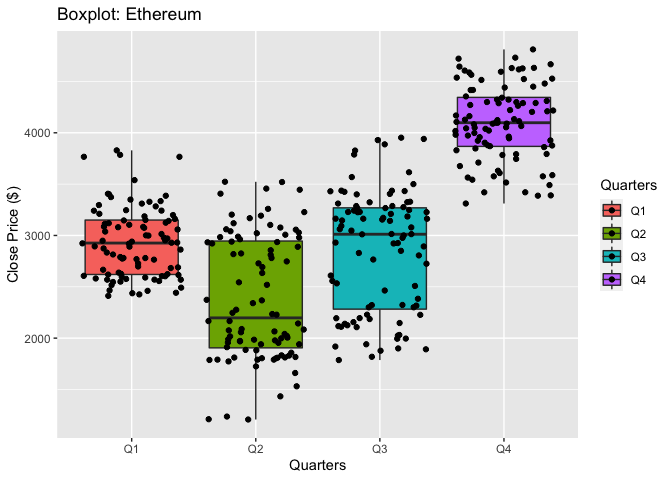 Boxplot: Ethereum
Close Price ($)
4000
3000
2000
Q1 Q2 Q3 Q4
Quarters
Quarters
Q1
Q2
Q3
Q4